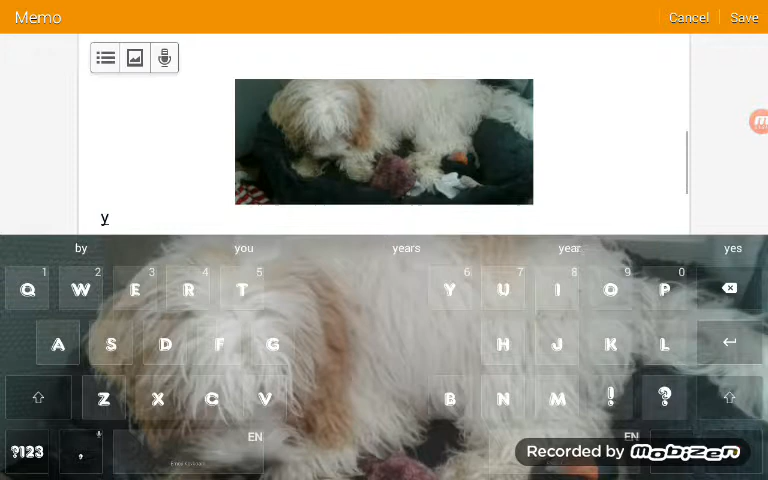 Memo Cancel Save
y
by you years year yes
1 2 3 4 5 6 7 8 9 0
Q W E R T Y U I O P
A S D F G H J K L
Z X C V B N M ! ?
?123 , EN EN
Recorded by mobizen